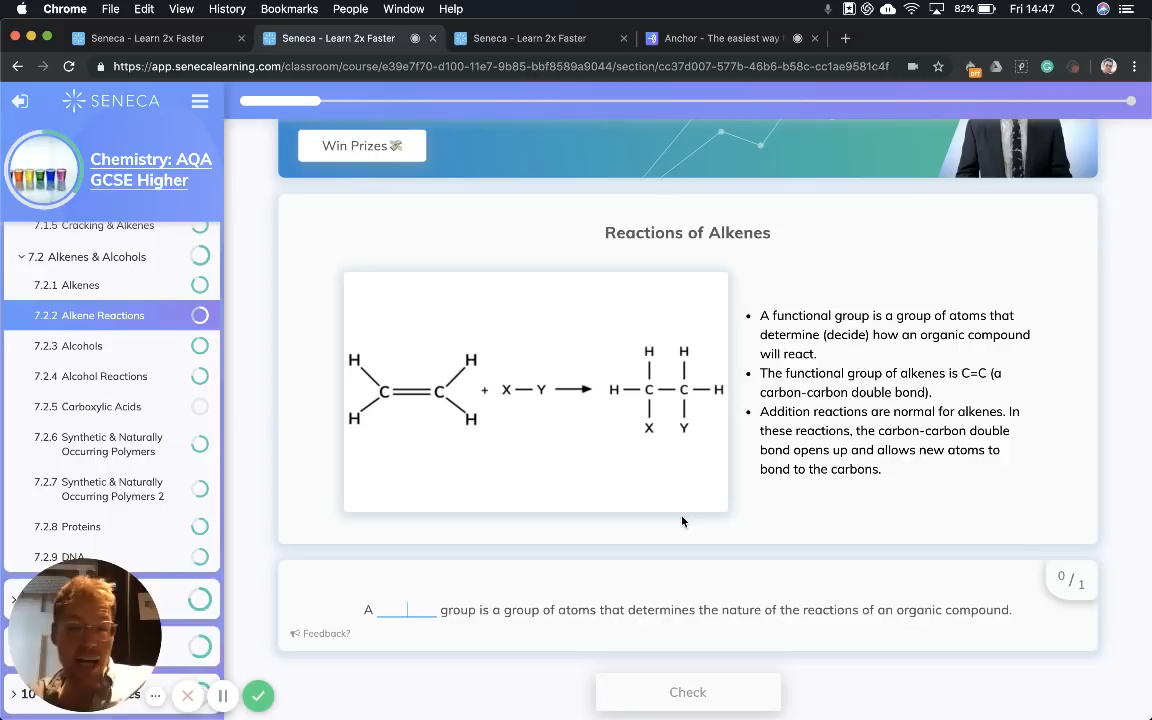 Chrome File Edit View History Bookmarks People Window Help 82% Fri 14:47
Seneca - Learn 2x Faster Seneca - Learn 2x Faster Seneca - Learn 2x Faster Anchor - The easiest way
https://app.senecalearning.com/classroom/course/e39e7f70-d100-11e7-9b85-bbf8589a9044/section/cc37d007-577b-46b6-b58c-cc1ae9581c4f
off
SENECA
Chemistry: AQA
GCSE Higher
7.1.5 Cracking & Alkenes
7.2 Alkenes & Alcohols
7.2.1 Alkenes
7.2.2 Alkene Reactions
7.2.3 Alcohols
7.2.4 Alcohol Reactions
7.2.5 Carboxylic Acids
7.2.6 Synthetic & Naturally
Occurring Polymers
7.2.7 Synthetic & Naturally
Occurring Polymers 2
7.2.8 Proteins
7.2.9 DNA
10
Win Prizes
Reactions of Alkenes
H H H H
C C + X Y H C C H
H H X Y
• A functional group is a group of atoms that
determine (decide) how an organic compound
will react.
• The functional group of alkenes is C=C (a
carbon-carbon double bond).
• Addition reactions are normal for alkenes. In
these reactions, the carbon-carbon double
bond opens up and allows new atoms to
bond to the carbons.
0 / 1
A ______ group is a group of atoms that determines the nature of the reactions of an organic compound.
Feedback?
Check